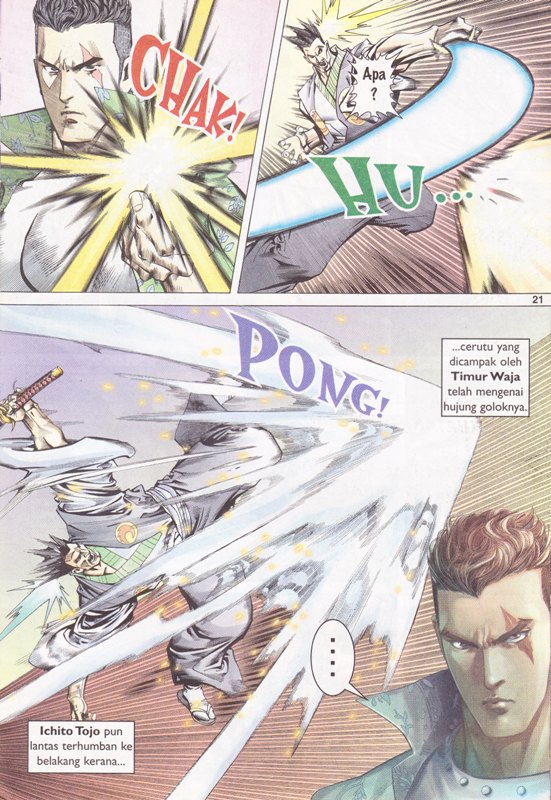 CHAK!
Apa
?
HU...
21
PONG!
Ichito Tojo pun
lantas terhumban ke
belakang kerana...
...cerutu yang
dicampak oleh
Timur Waja
telah mengenai
hujung goloknya.
....